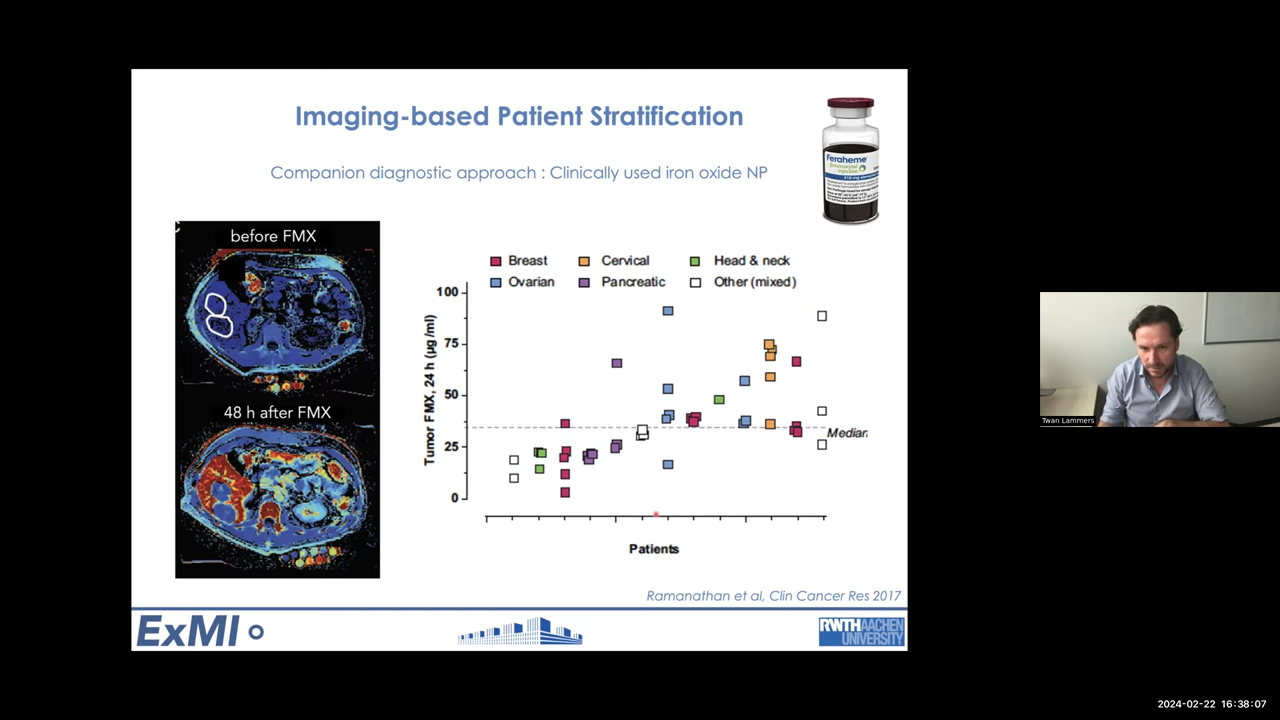 Imaging-based Patient Stratification
Companion diagnostic approach : Clinically used iron oxide NP
Feraheme
injection
before FMX
48 h after FMX
Breast
Cervical
Head & neck
Ovarian
Pancreatic
Other (mixed)
100
75
50
25
0
Tumor FMX, 24 h (µg /ml)
Median
Patients
Ramanathan et al, Clin Cancer Res 2017
ExMI
RWTHAACHEN
UNIVERSITY
Twan Lammers
2024-02-22 16:38:07